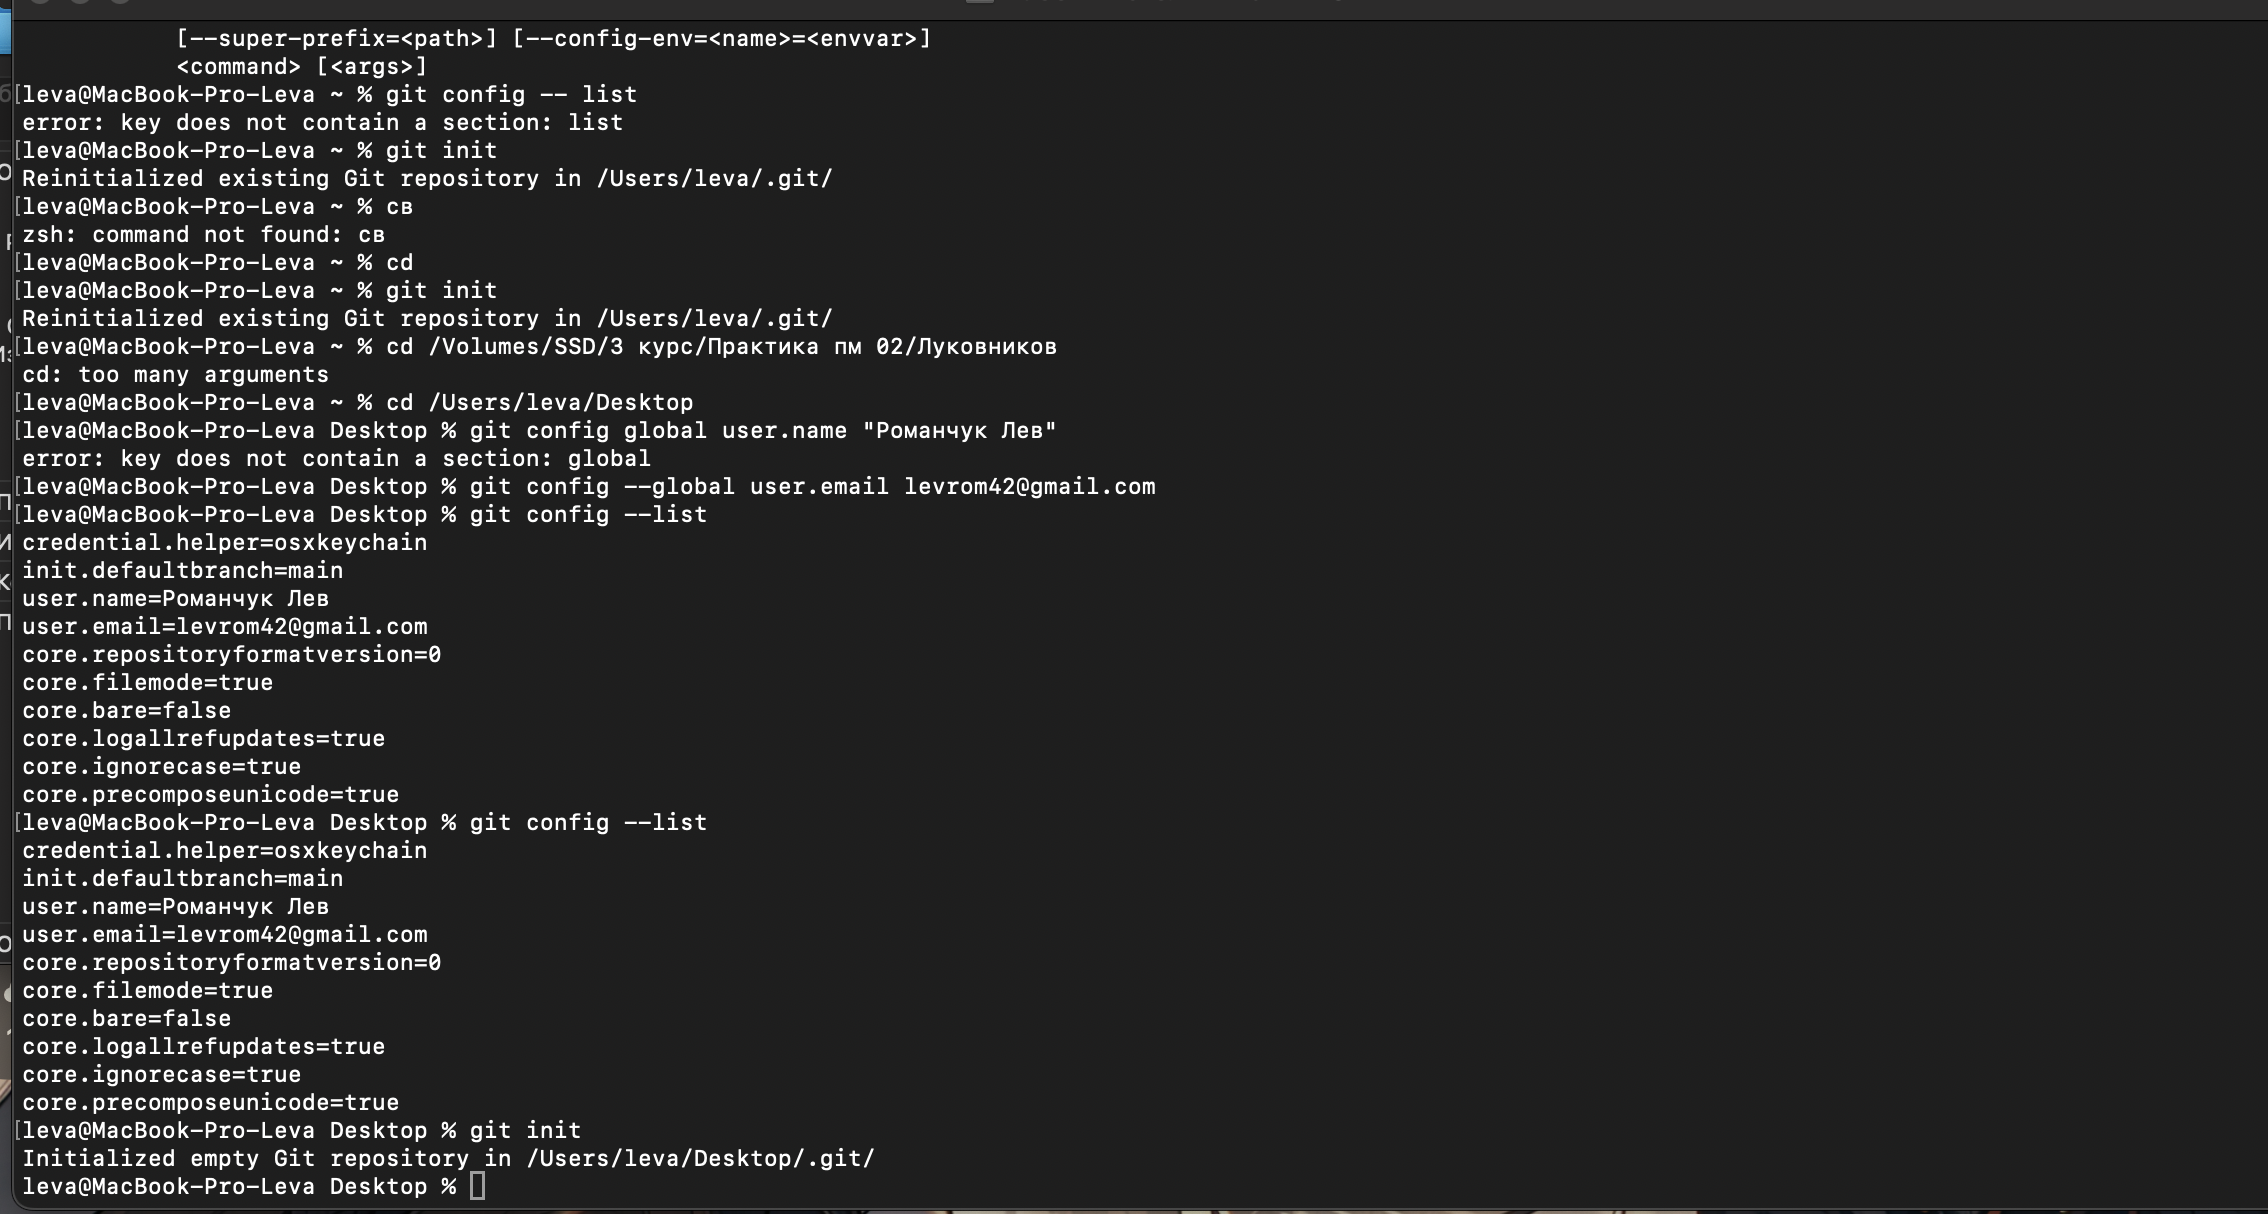 [--super-prefix=<path>] [--config-env=<name>=<envvar>]
<command> [<args>]
[leva@MacBook-Pro-Leva ~ % git config -- list
error: key does not contain a section: list
[leva@MacBook-Pro-Leva ~ % git init
Reinitialized existing Git repository in /Users/leva/.git/
[leva@MacBook-Pro-Leva ~ % св
zsh: command not found: св
[leva@MacBook-Pro-Leva ~ % cd
[leva@MacBook-Pro-Leva ~ % git init
Reinitialized existing Git repository in /Users/leva/.git/
[leva@MacBook-Pro-Leva ~ % cd /Volumes/SSD/3 курс/Практика пм 02/Луковников
cd: too many arguments
[leva@MacBook-Pro-Leva ~ % cd /Users/leva/Desktop
[leva@MacBook-Pro-Leva Desktop % git config global user.name "Романчук Лев"
error: key does not contain a section: global
[leva@MacBook-Pro-Leva Desktop % git config --global user.email levrom42@gmail.com
[leva@MacBook-Pro-Leva Desktop % git config --list
credential.helper=osxkeychain
init.defaultbranch=main
user.name=Романчук Лев
user.email=levrom42@gmail.com
core.repositoryformatversion=0
core.filemode=true
core.bare=false
core.logallrefupdates=true
core.ignorecase=true
core.precomposeunicode=true
[leva@MacBook-Pro-Leva Desktop % git config --list
credential.helper=osxkeychain
init.defaultbranch=main
user.name=Романчук Лев
user.email=levrom42@gmail.com
core.repositoryformatversion=0
core.filemode=true
core.bare=false
core.logallrefupdates=true
core.ignorecase=true
core.precomposeunicode=true
[leva@MacBook-Pro-Leva Desktop % git init
Initialized empty Git repository in /Users/leva/Desktop/.git/
leva@MacBook-Pro-Leva Desktop %